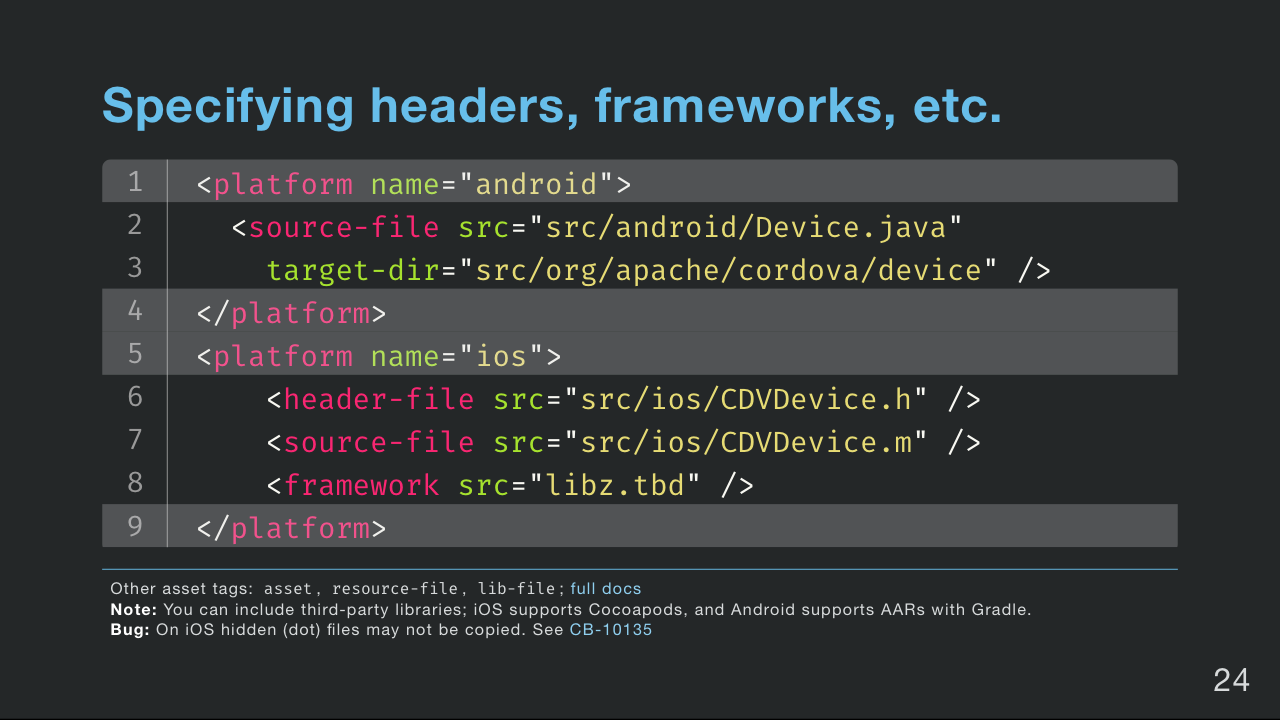 Specifying headers, frameworks, etc.
1 <platform name="android">
2   <source-file src="src/android/Device.java"
3     target-dir="src/org/apache/cordova/device" />
4 </platform>
5 <platform name="ios">
6     <header-file src="src/ios/CDVDevice.h" />
7     <source-file src="src/ios/CDVDevice.m" />
8     <framework src="libz.tbd" />
9 </platform>
Other asset tags: asset, resource-file, lib-file; full docs
Note: You can include third-party libraries; iOS supports Cocoapods, and Android supports AARs with Gradle.
Bug: On iOS hidden (dot) files may not be copied. See CB-10135
24